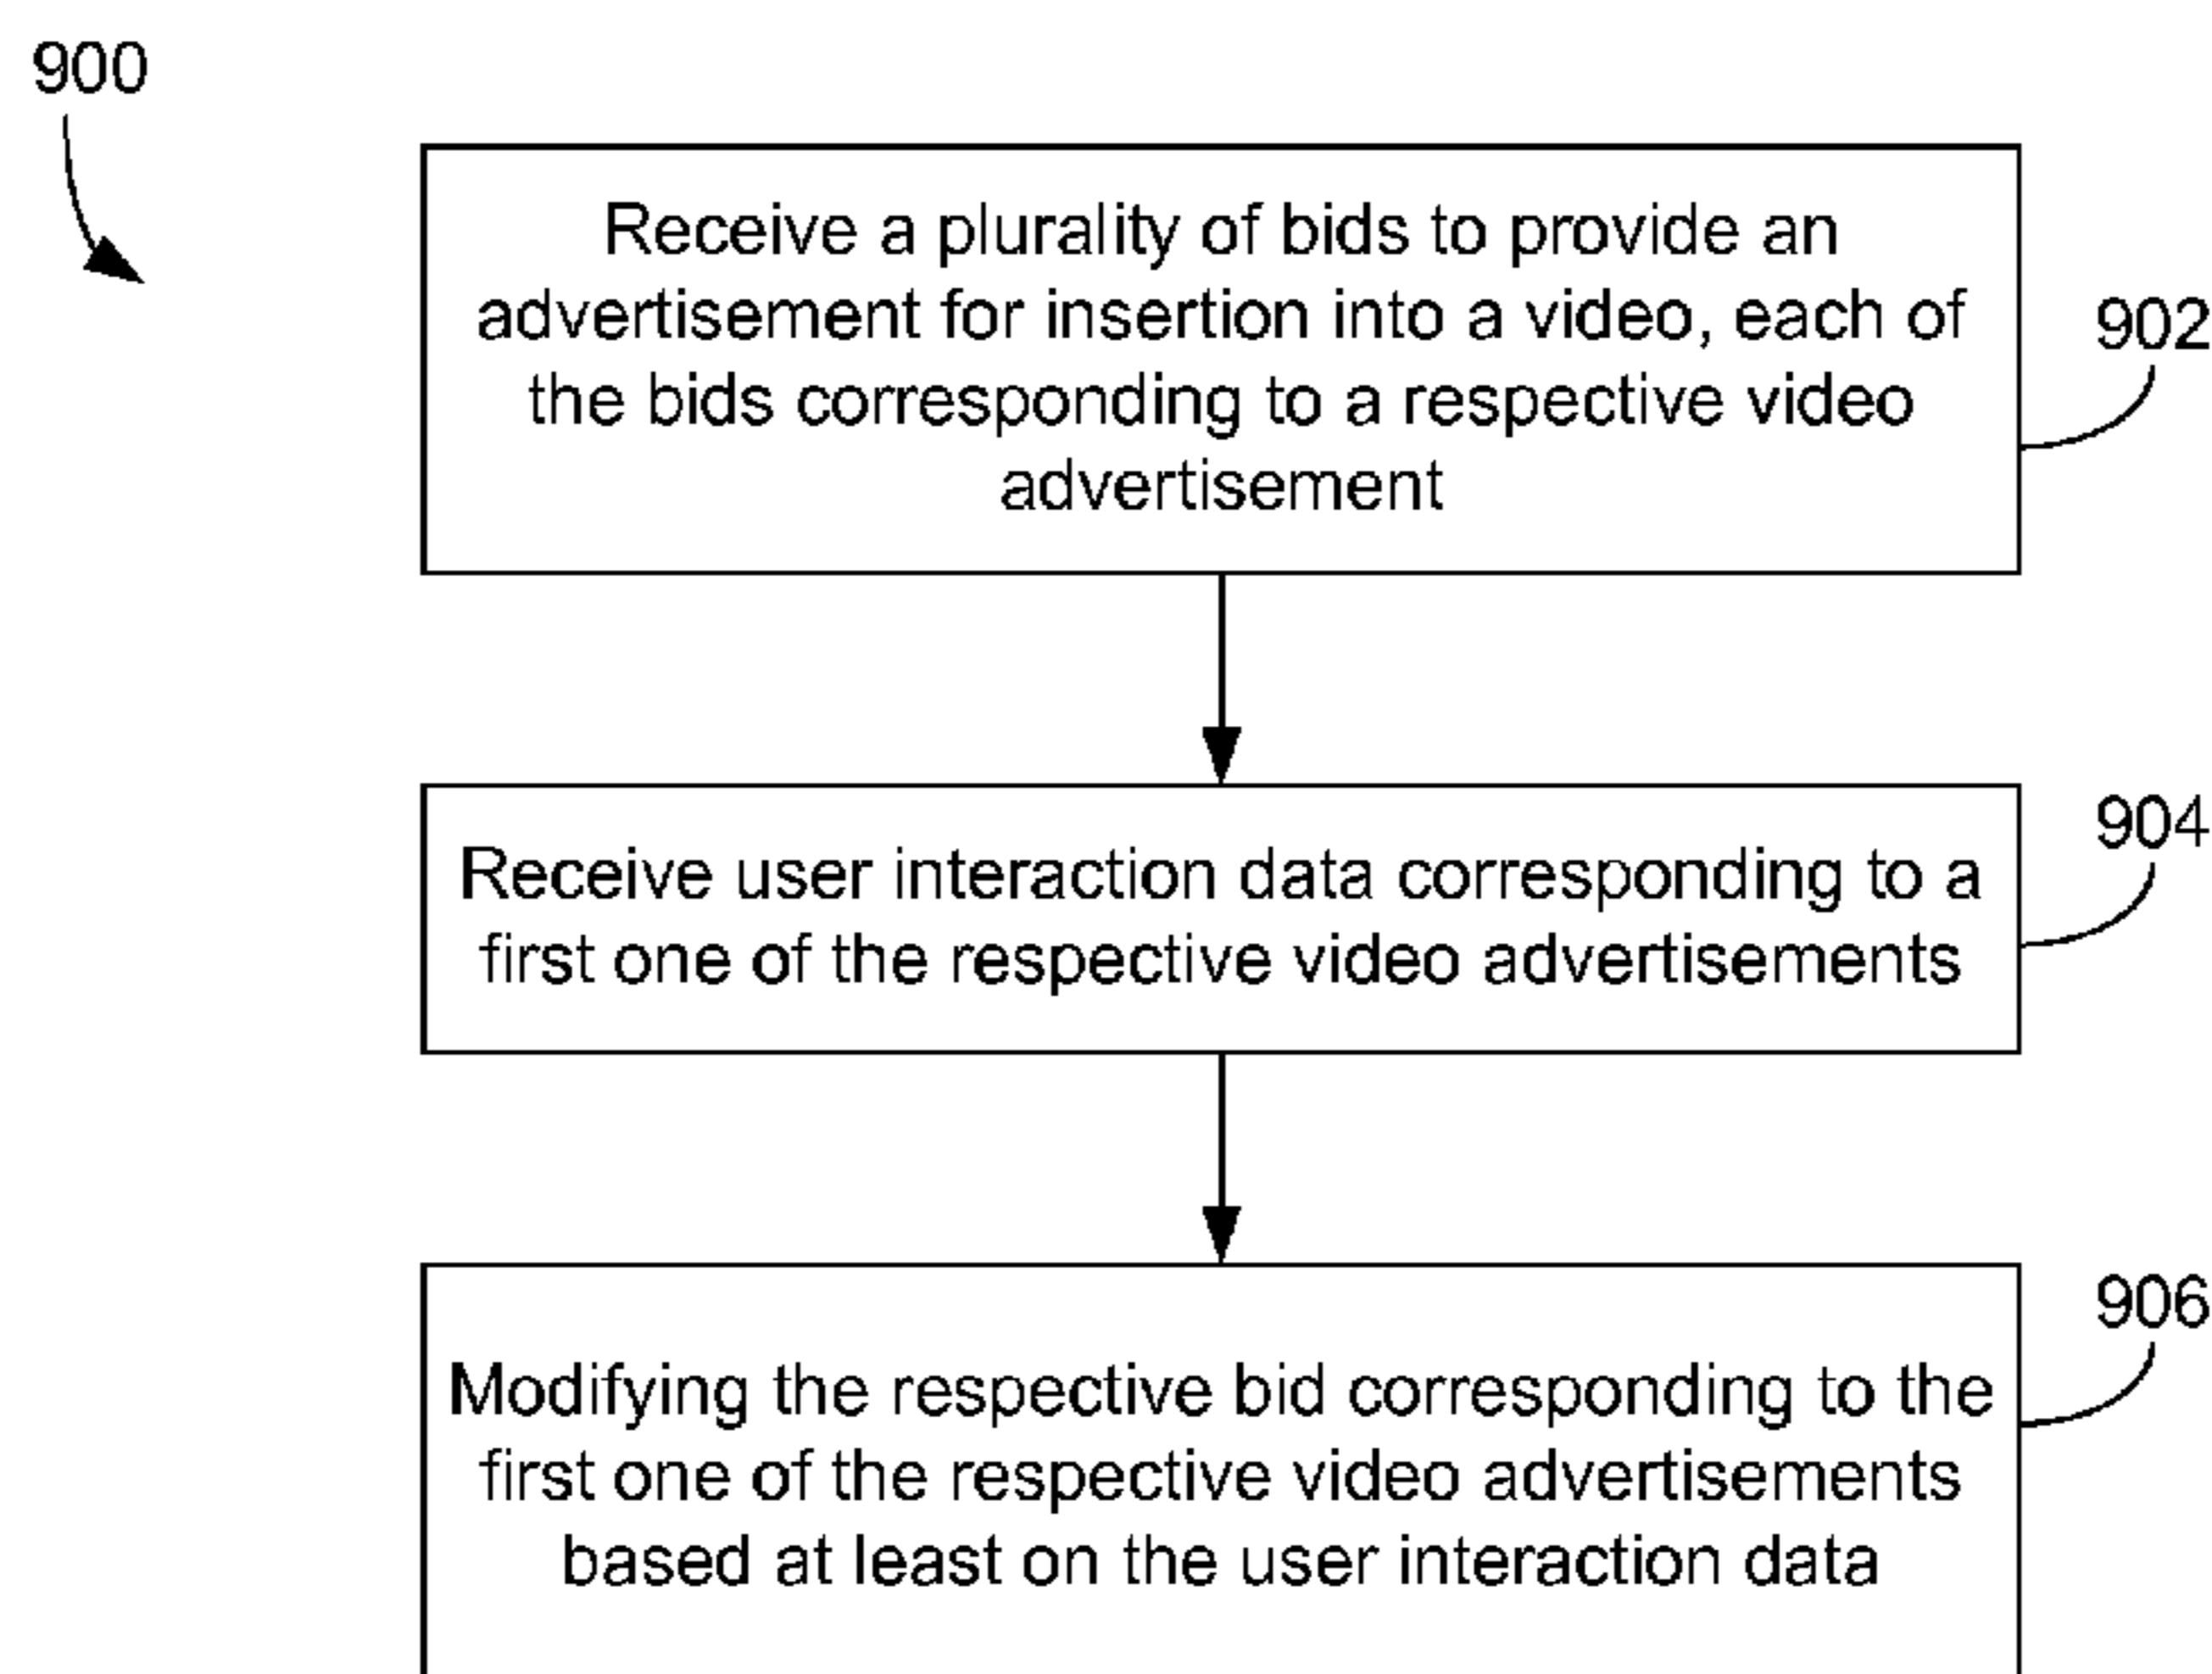 900
Receive a plurality of bids to provide an
advertisement for insertion into a video, each of
the bids corresponding to a respective video
advertisement
902
Receive user interaction data corresponding to a
first one of the respective video advertisements
904
Modifying the respective bid corresponding to the
first one of the respective video advertisements
based at least on the user interaction data
906